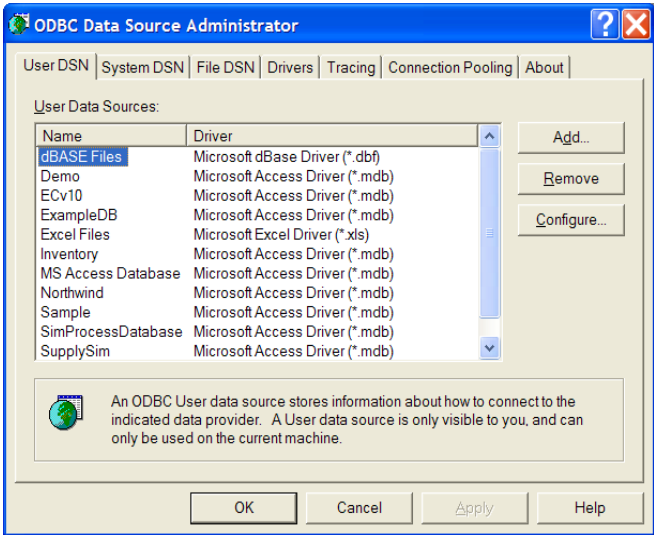 ODBC Data Source Administrator
User DSN System DSN File DSN Drivers Tracing Connection Pooling About
User Data Sources:
Name Driver
dBASE Files Microsoft dBase Driver (*.dbf)
Demo Microsoft Access Driver (*.mdb)
ECv10 Microsoft Access Driver (*.mdb)
ExampleDB Microsoft Access Driver (*.mdb)
Excel Files Microsoft Excel Driver (*.xls)
Inventory Microsoft Access Driver (*.mdb)
MS Access Database Microsoft Access Driver (*.mdb)
Northwind Microsoft Access Driver (*.mdb)
Sample Microsoft Access Driver (*.mdb)
SimProcessDatabase Microsoft Access Driver (*.mdb)
SupplySim Microsoft Access Driver (*.mdb)
Add...
Remove
Configure...
An ODBC User data source stores information about how to connect to the
indicated data provider. A User data source is only visible to you, and can
only be used on the current machine.
OK Cancel Apply Help